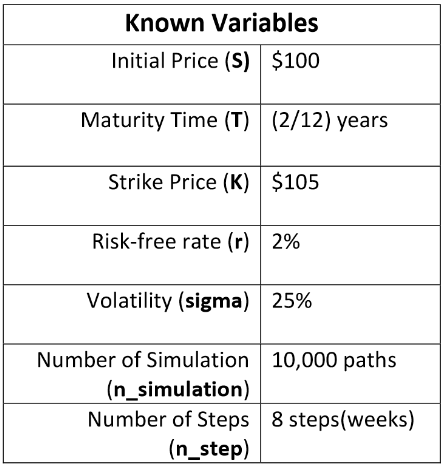 Known Variables
Initial Price (S) $100
Maturity Time (T) (2/12) years
Strike Price (K) $105
Risk-free rate (r) 2%
Volatility (sigma) 25%
Number of Simulation 10,000 paths
(n_simulation)
Number of Steps 8 steps(weeks)
(n_step)